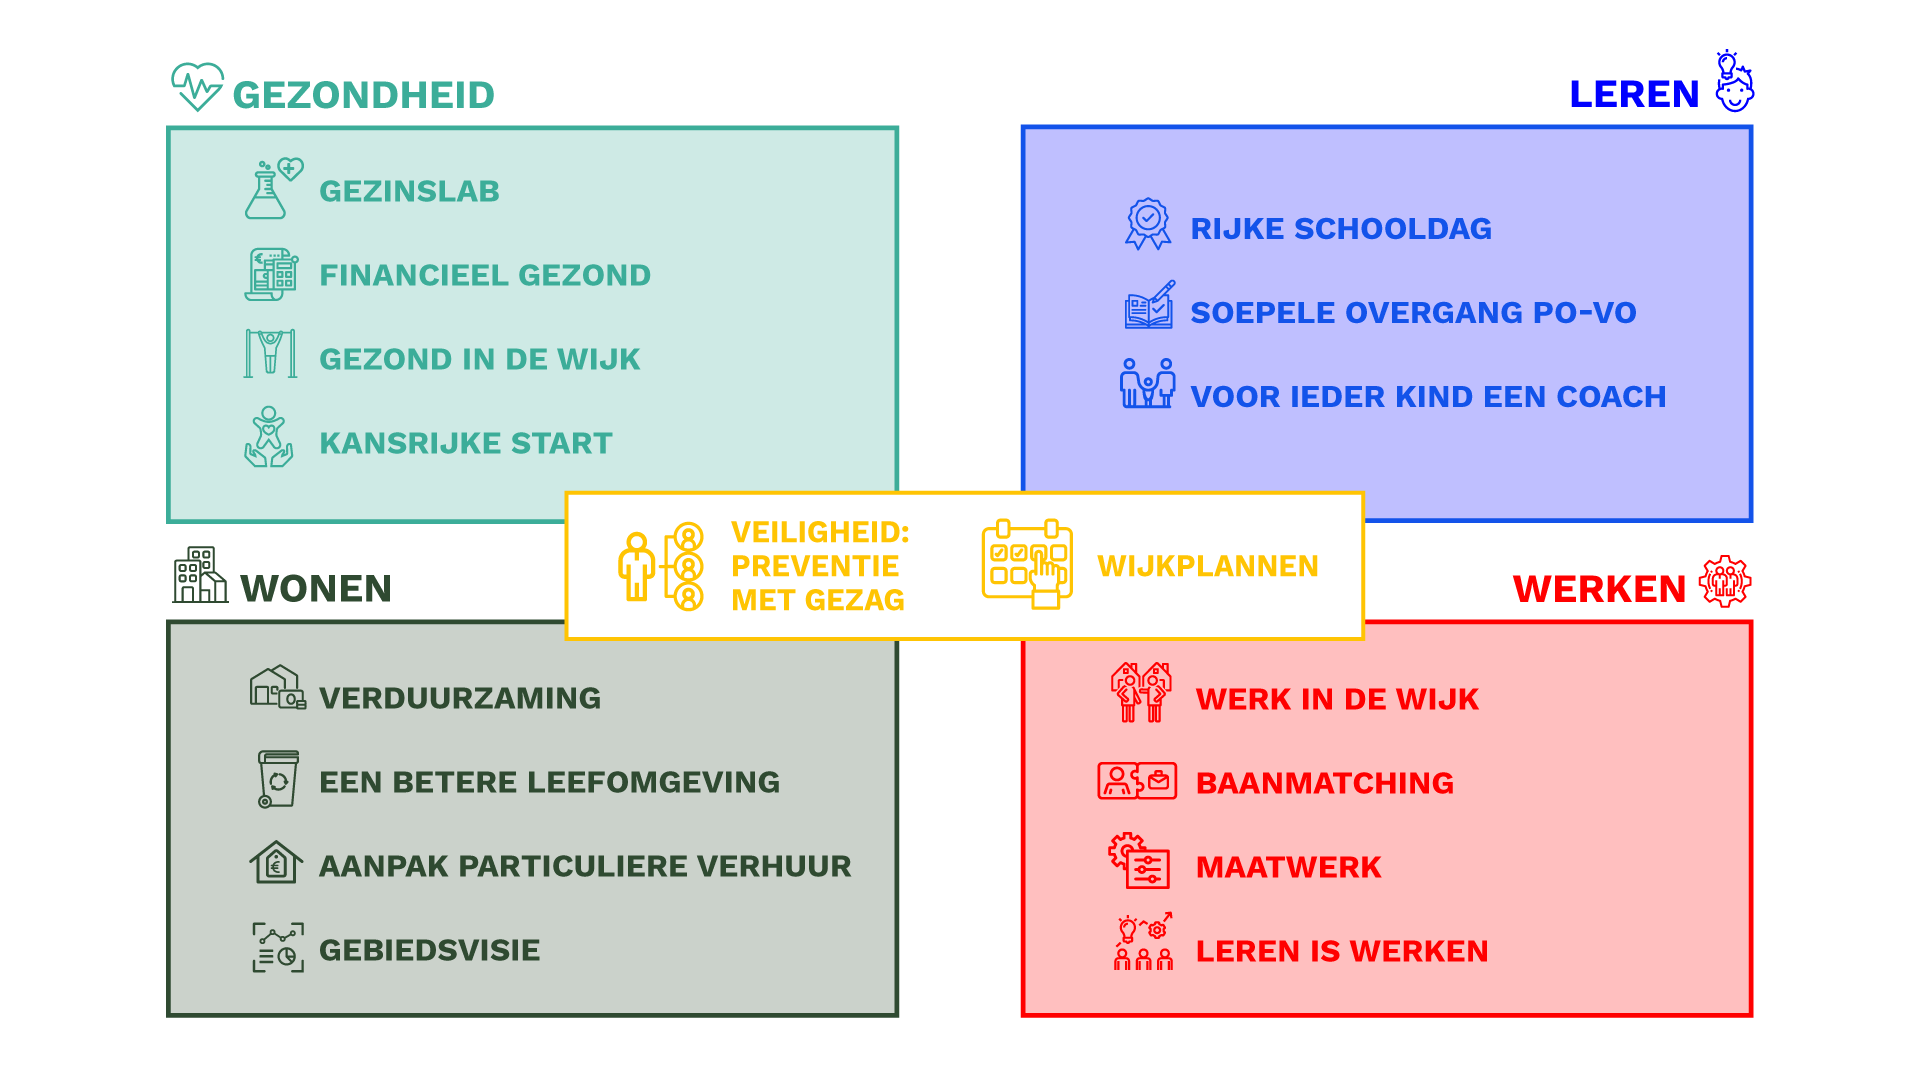 GEZONDHEID
GEZINSLAB
FINANCIEEL GEZOND
GEZOND IN DE WIJK
KANSRIJKE START
LEREN
RIJKE SCHOOLDAG
SOEPELE OVERGANG PO-VO
VOOR IEDER KIND EEN COACH
VEILIGHEID:
PREVENTIE
MET GEZAG
WIJKPLANNEN
WONEN
VERDUURZAMING
EEN BETERE LEEFOMGEVING
AANPAK PARTICULIERE VERHUUR
GEBIEDSVISIE
WERKEN
WERK IN DE WIJK
BAANMATCHING
MAATWERK
LEREN IS WERKEN